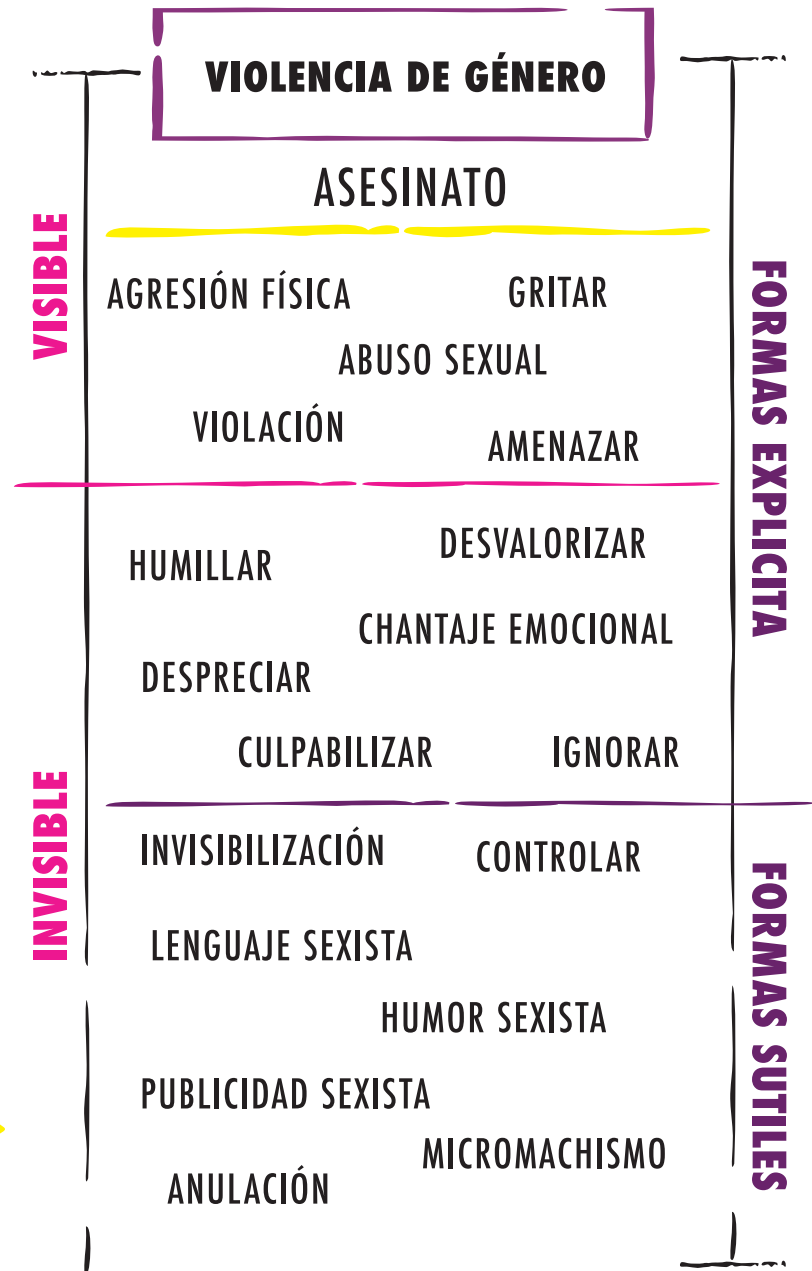 VIOLENCIA DE GÉNERO
ASESINATO
VISIBLE
AGRESIÓN FÍSICA
GRITAR
ABUSO SEXUAL
VIOLACIÓN
AMENAZAR
FORMAS EXPLICITA
HUMILLAR
DESVALORIZAR
CHANTAJE EMOCIONAL
DESPRECIAR
CULPABILIZAR
IGNORAR
INVISIBLE
INVISIBILIZACIÓN
CONTROLAR
LENGUAJE SEXISTA
HUMOR SEXISTA
PUBLICIDAD SEXISTA
MICROMACHISMO
ANULACIÓN
FORMAS SUTILES